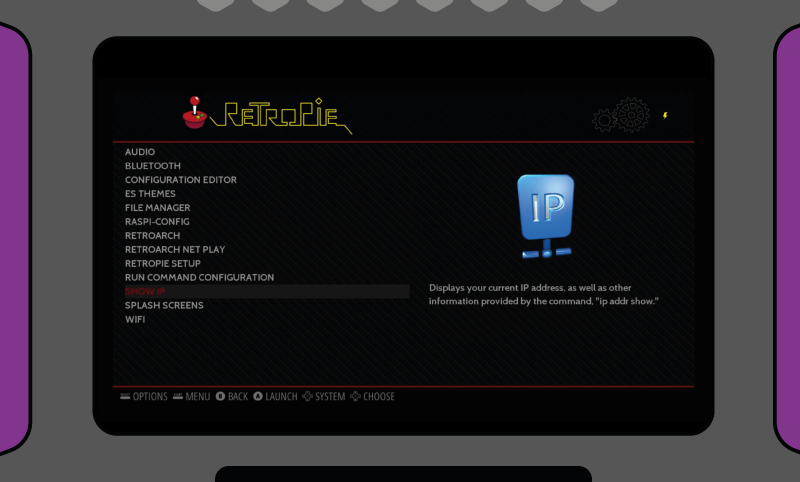 RETROPIE
AUDIO
BLUETOOTH
CONFIGURATION EDITOR
ES THEMES
FILE MANAGER
RASPI-CONFIG
RETROARCH
RETROARCH NET PLAY
RETROPIE SETUP
RUN COMMAND CONFIGURATION
SHOW IP
SPLASH SCREENS
WIFI
IP
Displays your current IP address, as well as other
information provided by the command, "ip addr show."
OPTIONS MENU B BACK A LAUNCH SYSTEM CHOOSE